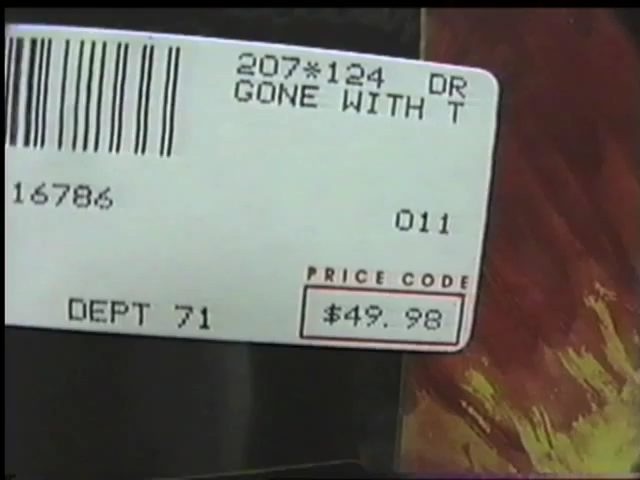 207*124 DR
GONE WITH T
16786
011
PRICE CODE
DEPT 71
$49.98